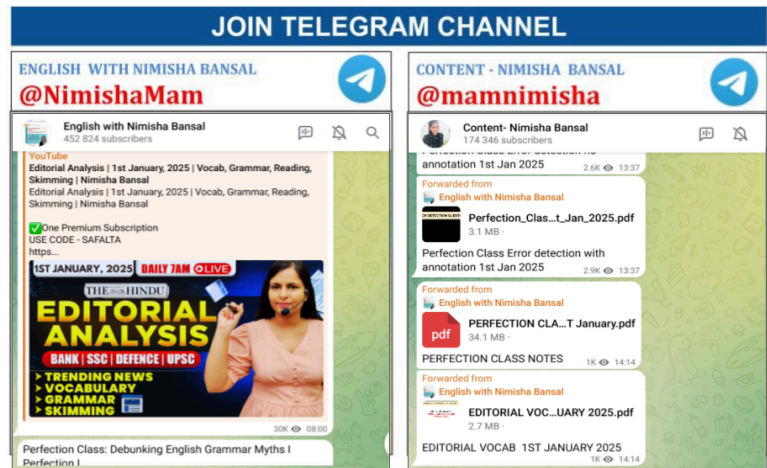 JOIN TELEGRAM CHANNEL
ENGLISH WITH NIMISHA BANSAL
@NimishaMam
English with Nimisha Bansal
452 824 subscribers
YouTube
Editorial Analysis | 1st January, 2025 | Vocab, Grammar, Reading,
Skimming | Nimisha Bansal
Editorial Analysis | 1st January, 2025 | Vocab, Grammar, Reading,
Skimming | Nimisha Bansal
✅One Premium Subscription
USE CODE - SAFALTA
https...
1ST JANUARY, 2025 DAILY 7AM LIVE
THE HINDU
EDITORIAL
ANALYSIS
BANK | SSC | DEFENCE | UPSC
TRENDING NEWS
VOCABULARY
GRAMMAR
SKIMMING
30K 08:00
Perfection Class: Debunking English Grammar Myths I
Perfection I
CONTENT - NIMISHA BANSAL
@mamnimisha
Content- Nimisha Bansal
174 346 subscribers
Perfection Class Error detection no
annotation 1st Jan 2025
2.6K 13:37
Forwarded from
English with Nimisha Bansal
Perfection_Clas...t_Jan_2025.pdf
3.1 MB ·
Perfection Class Error detection with
annotation 1st Jan 2025
2.9K 13:37
Forwarded from
English with Nimisha Bansal
pdf
PERFECTION CLA...T January.pdf
34.1 MB ·
PERFECTION CLASS NOTES
1K 14:14
Forwarded from
English with Nimisha Bansal
EDITORIAL VOC...UARY 2025.pdf
2.7 MB ·
EDITORIAL VOCAB 1ST JANUARY 2025
1K 14:14